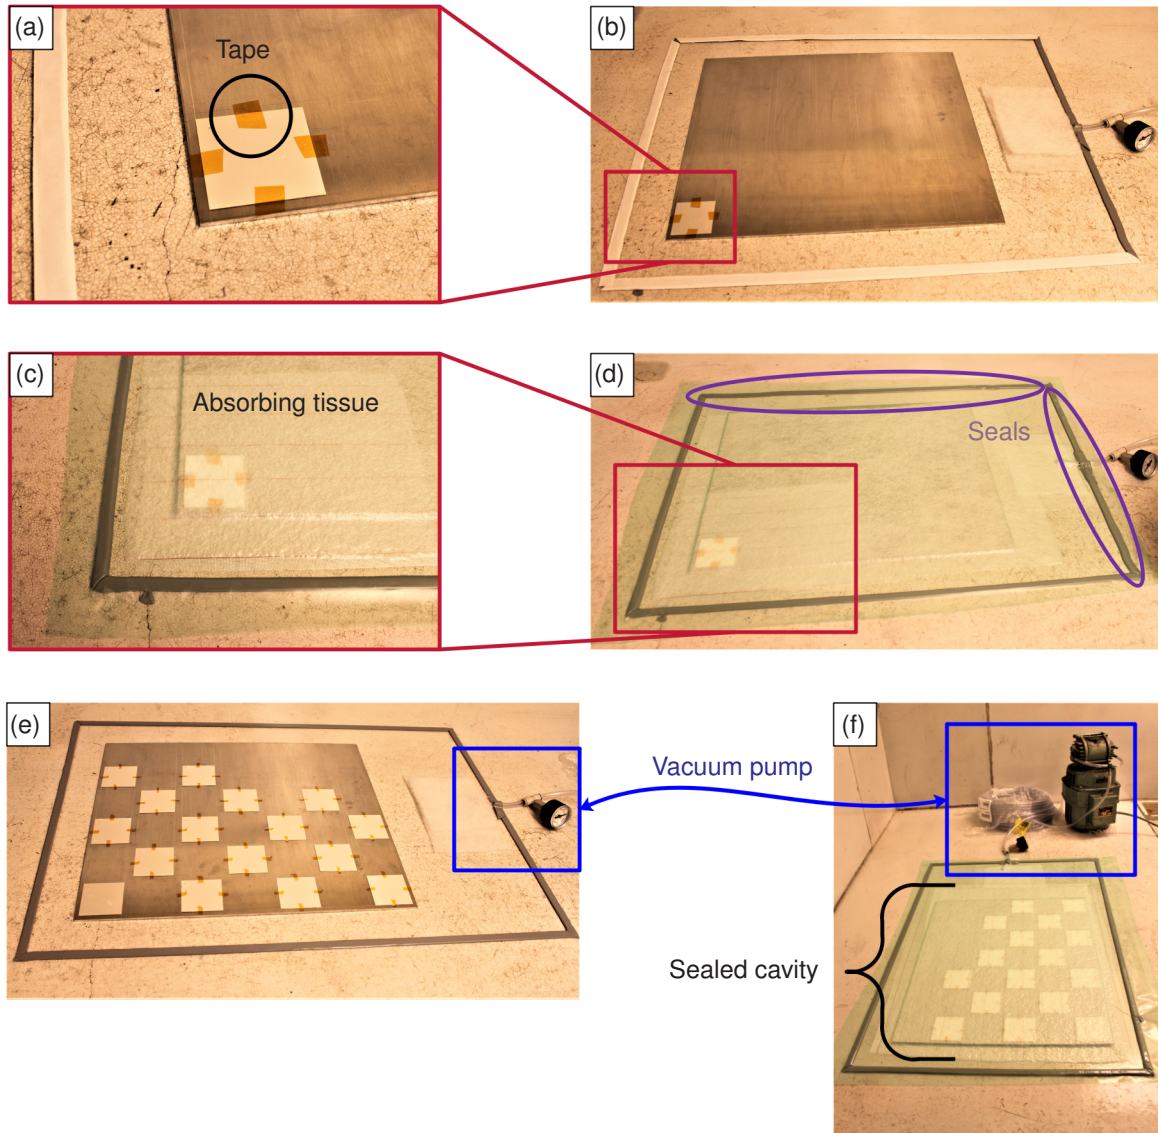 (a)
Tape
(b)
(c)
Absorbing tissue
(d)
Seals
(e)
Vacuum pump
(f)
Sealed cavity